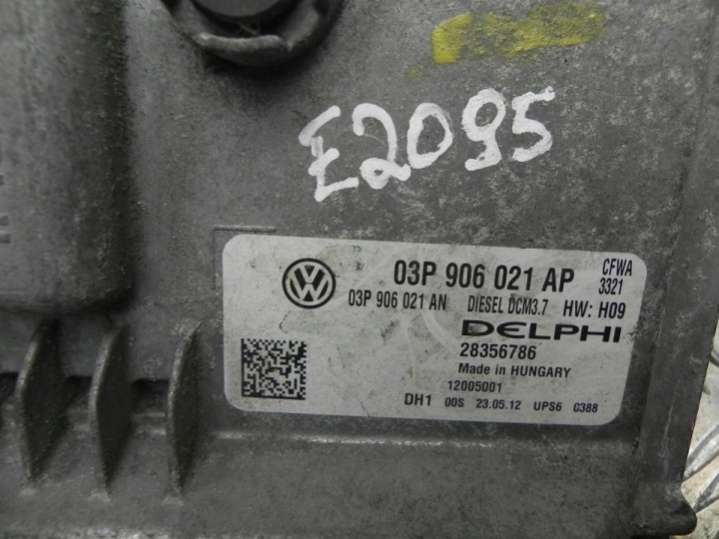 E2095
03P 906 021 AP CFWA
3321
03P 906 021 AN DIESEL DCM3.7 HW: H09
DELPHI
28356786
Made in HUNGARY
12005001
DH1 00S 23.05.12 UPS6 0388